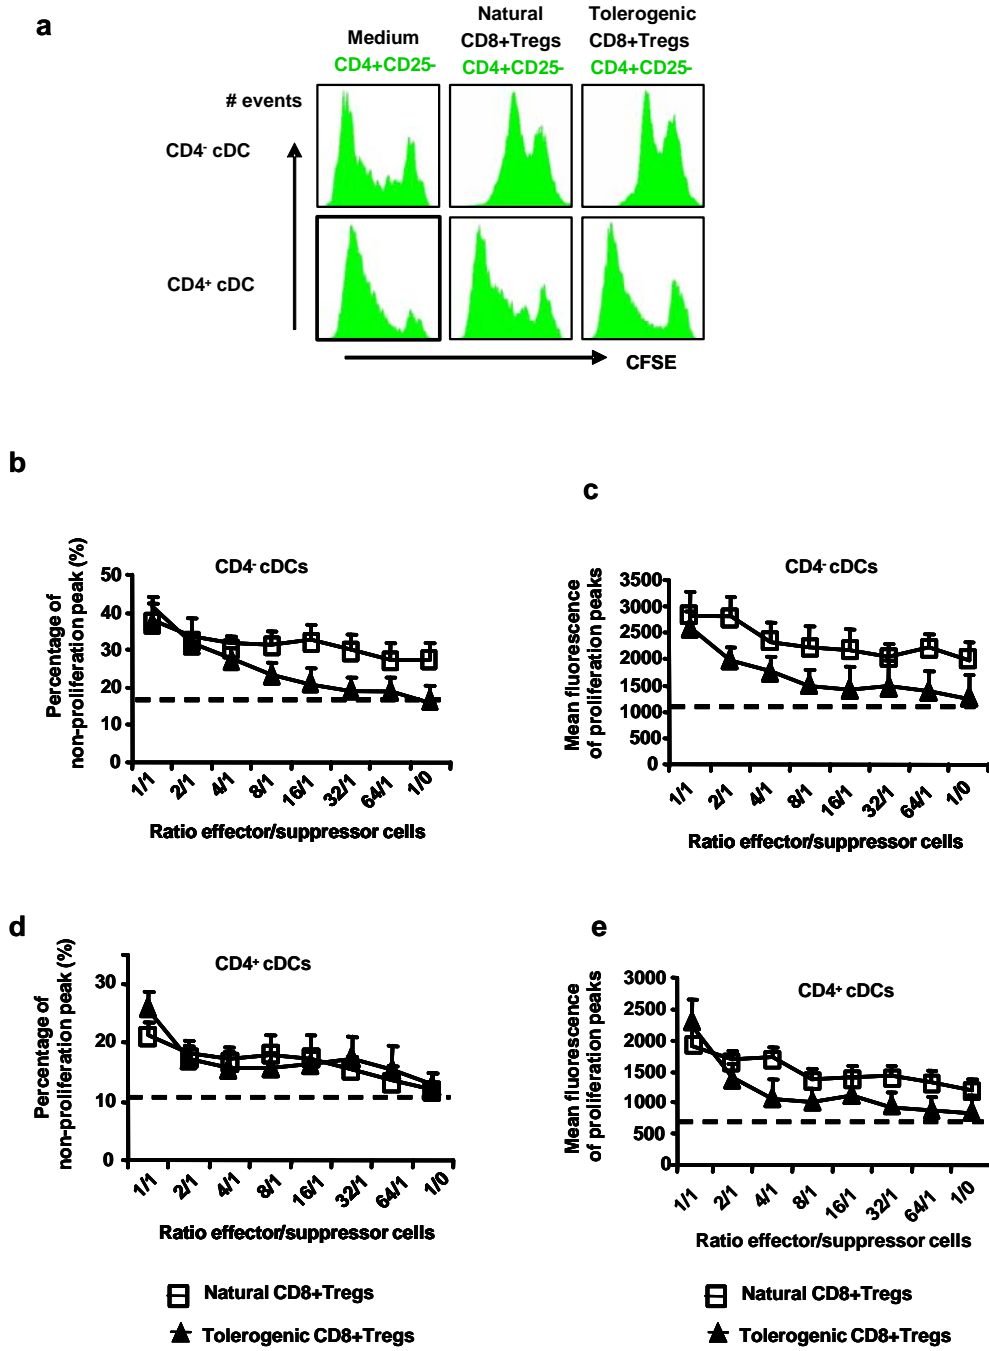 a
Medium
CD4+CD25-
Natural
CD8+Tregs
CD4+CD25-
Tolerogenic
CD8+Tregs
CD4+CD25-
# events
CD4- cDC
CD4+ cDC
CFSE
b
CD4- cDCs
Percentage of
non-proliferation peak (%)
50
40
30
20
10
0
1/1
2/1
4/1
8/1
16/1
32/1
64/1
1/0
Ratio effector/suppressor cells
c
CD4- cDCs
Mean fluorescence
of proliferation peaks
3500
3000
2500
2000
1500
1000
500
0
1/1
2/1
4/1
8/1
16/1
32/1
64/1
1/0
Ratio effector/suppressor cells
d
CD4+ cDCs
Percentage of
non-proliferation peak (%)
30
20
10
0
1/1
2/1
4/1
8/1
16/1
32/1
64/1
1/0
Ratio effector/suppressor cells
Natural CD8+Tregs
Tolerogenic CD8+Tregs
e
CD4+ cDCs
Mean fluorescence
of proliferation peaks
3000
2500
2000
1500
1000
500
0
1/1
2/1
4/1
8/1
16/1
32/1
64/1
1/0
Ratio effector/suppressor cells
Natural CD8+Tregs
Tolerogenic CD8+Tregs